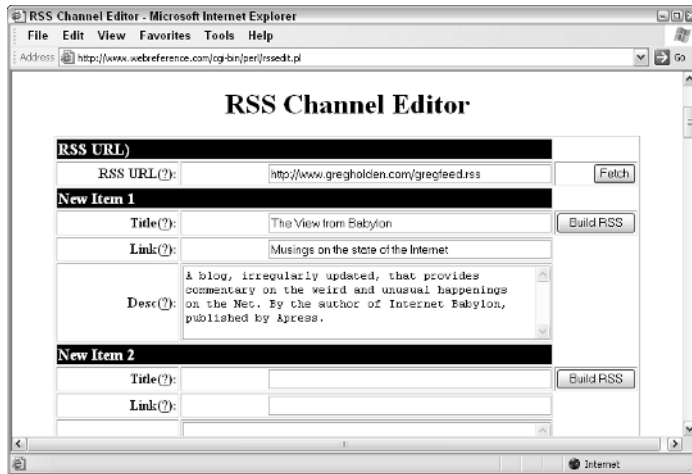 RSS Channel Editor - Microsoft Internet Explorer
File Edit View Favorites Tools Help
Address http://www.webreference.com/cgi-bin/perl/rssedit.pl Go
RSS Channel Editor
RSS URL)
RSS URL(?): http://www.gregholden.com/gregfeed.rss Fetch
New Item 1
Title(?): The View from Babylon Build RSS
Link(?): Musings on the state of the Internet
Desc(?): A blog, irregularly updated, that provides
commentary on the weird and unusual happenings
on the Net. By the author of Internet Babylon,
published by Apress.
New Item 2
Title(?): Build RSS
Link(?):
Internet